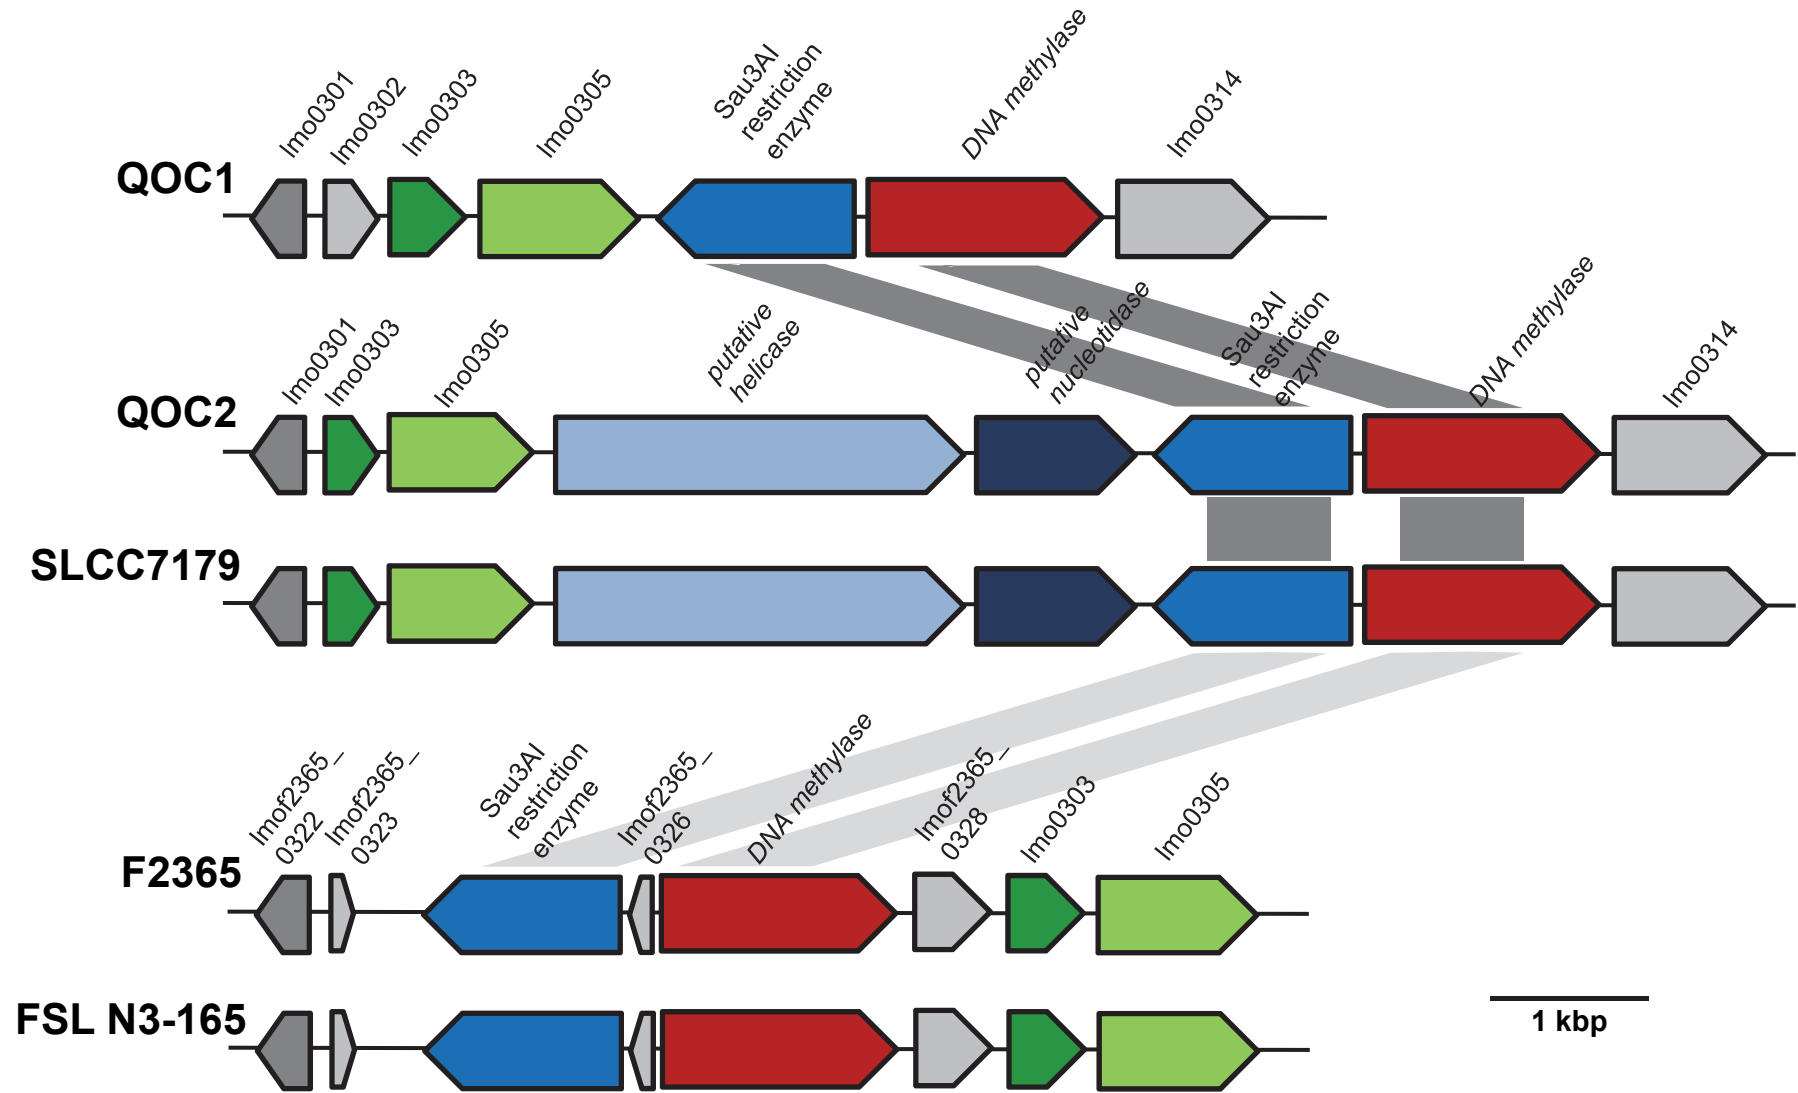 lmo0301
lmo0302
lmo0303
lmo0305
Sau3AI
restriction
enzyme
DNA methylase
lmo0314
QOC1
lmo0301
lmo0303
lmo0305
putative
helicase
putative
nucleotidase
Sau3AI
restriction
enzyme
DNA methylase
lmo0314
QOC2
SLCC7179
lmof2365_
0322
lmof2365_
0323
Sau3AI
restriction
enzyme
lmof2365_
0326
DNA methylase
lmof2365_
0328
lmo0303
lmo0305
F2365
FSL N3-165
1 kbp